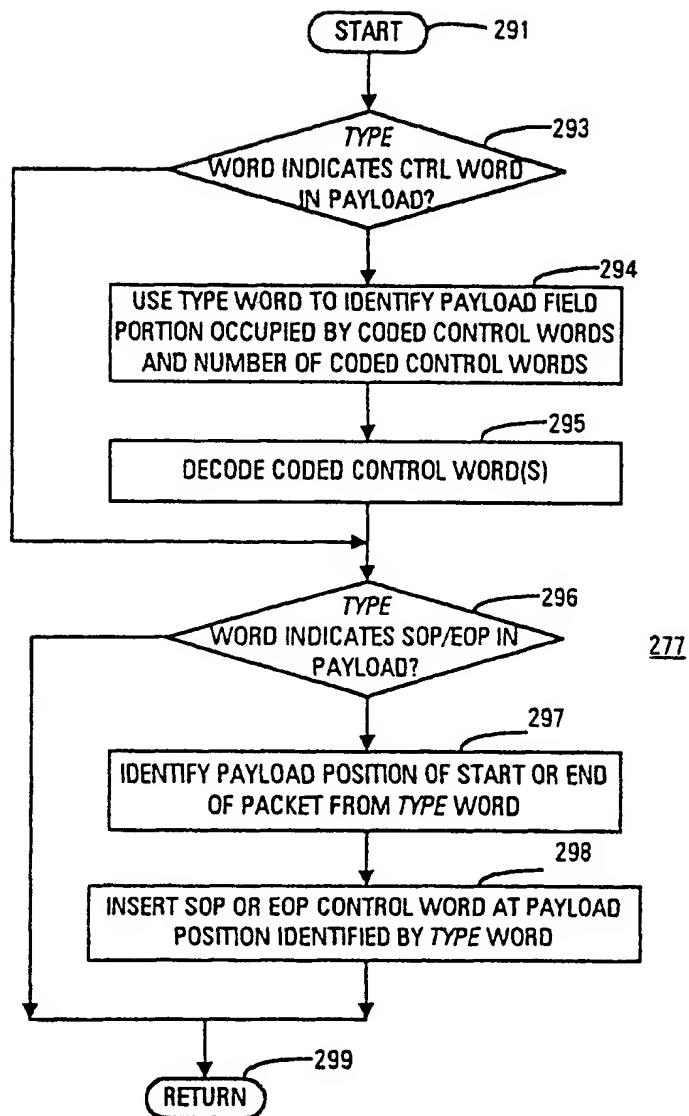 START
291
TYPE
293
WORD INDICATES CTRL WORD
IN PAYLOAD?
294
USE TYPE WORD TO IDENTIFY PAYLOAD FIELD
PORTION OCCUPIED BY CODED CONTROL WORDS
AND NUMBER OF CODED CONTROL WORDS
295
DECODE CODED CONTROL WORD(S)
TYPE
296
WORD INDICATES SOP/EOP IN
PAYLOAD?
277
297
IDENTIFY PAYLOAD POSITION OF START OR END
OF PACKET FROM TYPE WORD
298
INSERT SOP OR EOP CONTROL WORD AT PAYLOAD
POSITION IDENTIFIED BY TYPE WORD
299
RETURN